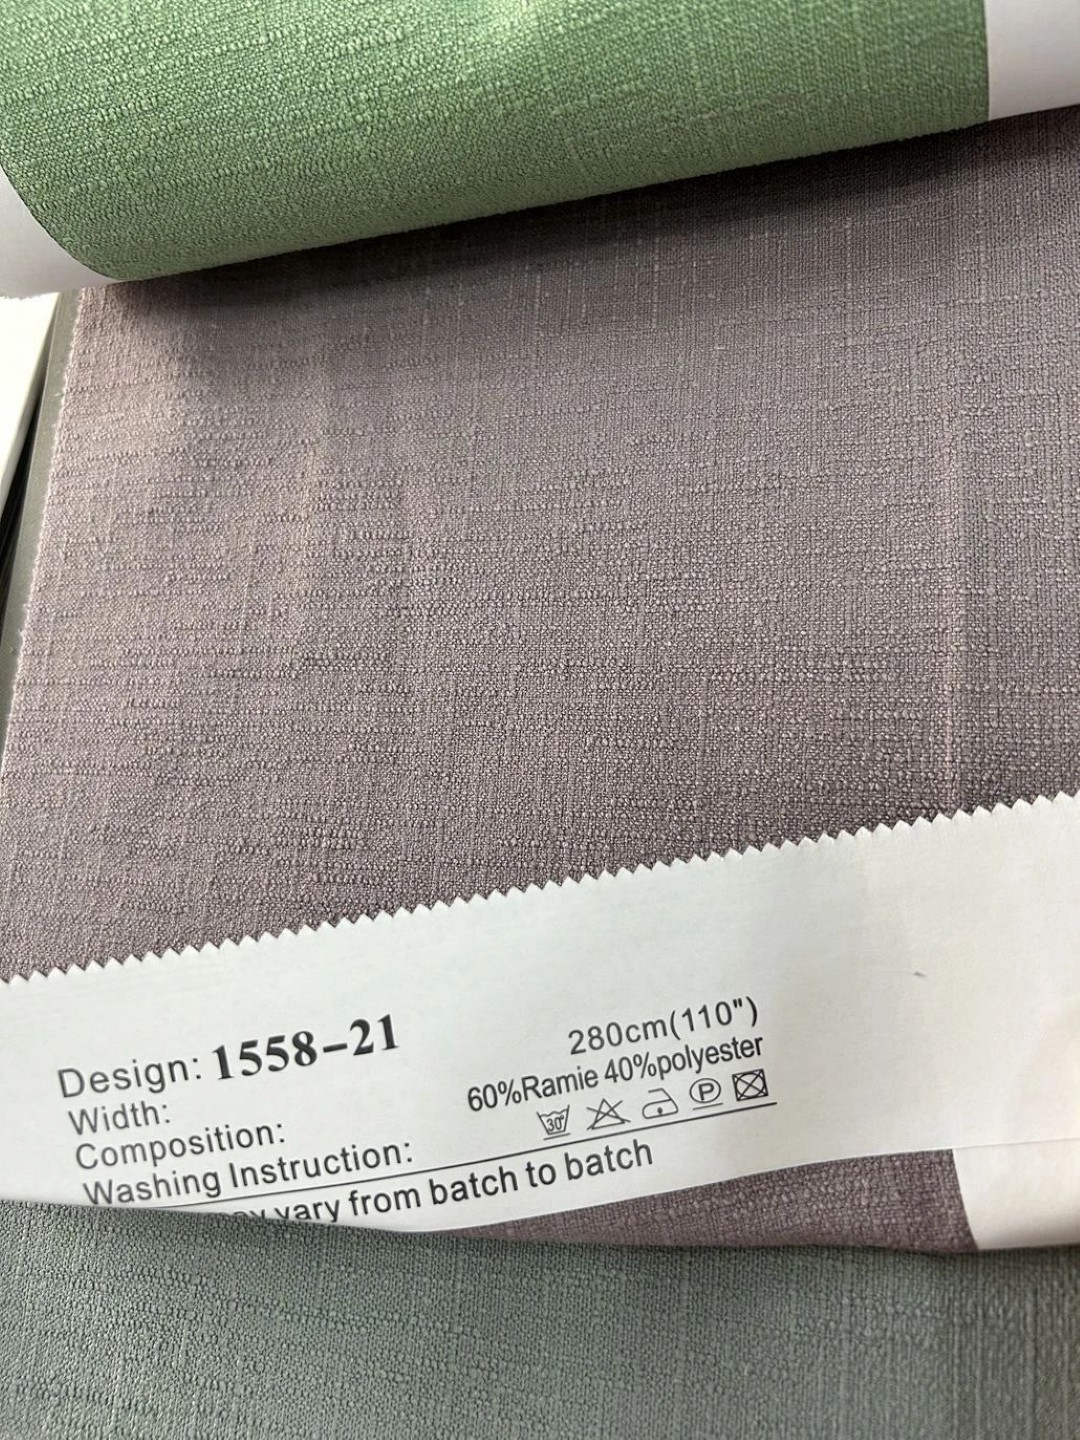 Design: 1558-21
Width: 280cm(110")
Composition: 60%Ramie 40%polyester
Washing Instruction: 30° P
vary from batch to batch